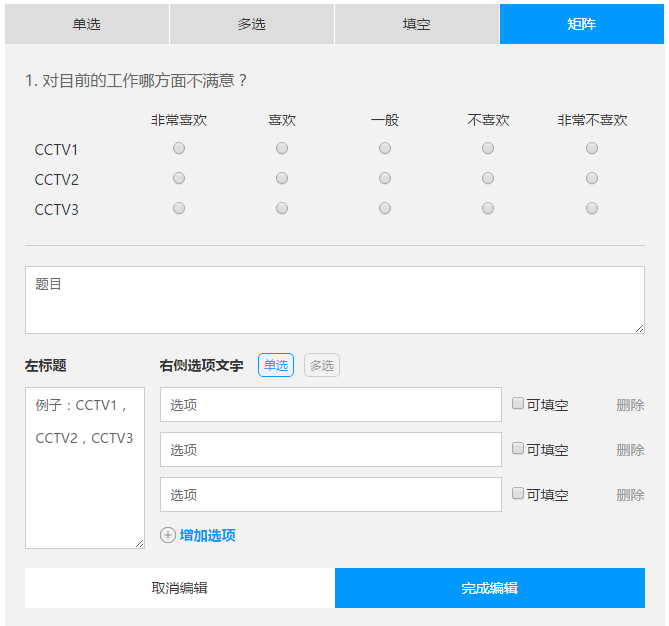 单选 多选 填空 矩阵
1. 对目前的工作哪方面不满意？
非常喜欢 喜欢 一般 不喜欢 非常不喜欢
CCTV1
CCTV2
CCTV3
题目
左标题 右侧选项文字 单选 多选
例子：CCTV1，
CCTV2，CCTV3
选项 可填空 删除
选项 可填空 删除
选项 可填空 删除
增加选项
取消编辑 完成编辑